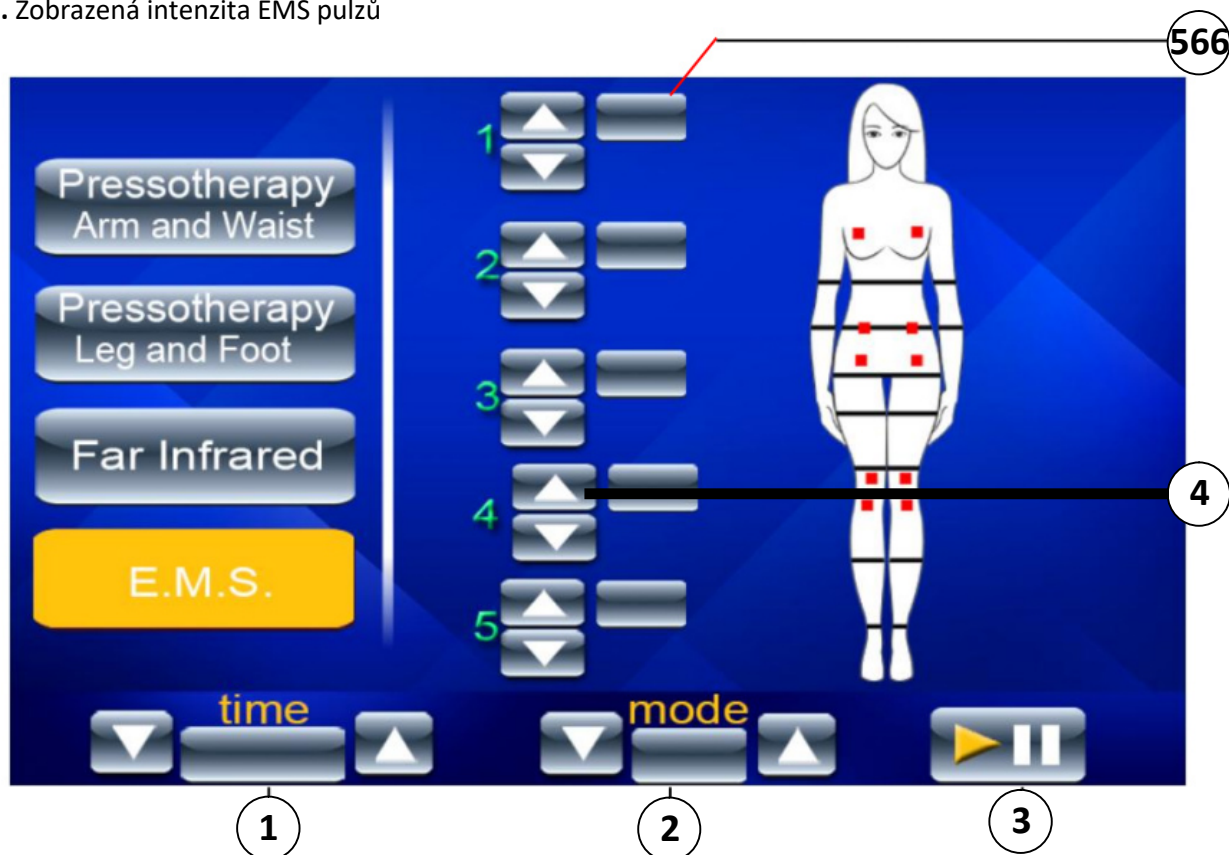 . Zobrazená intenzita EMS pulzů
566
1
Pressotherapy
Arm and Waist
2
Pressotherapy
Leg and Foot
3
Far Infrared
4
4
E.M.S.
5
time
mode
1
2
3